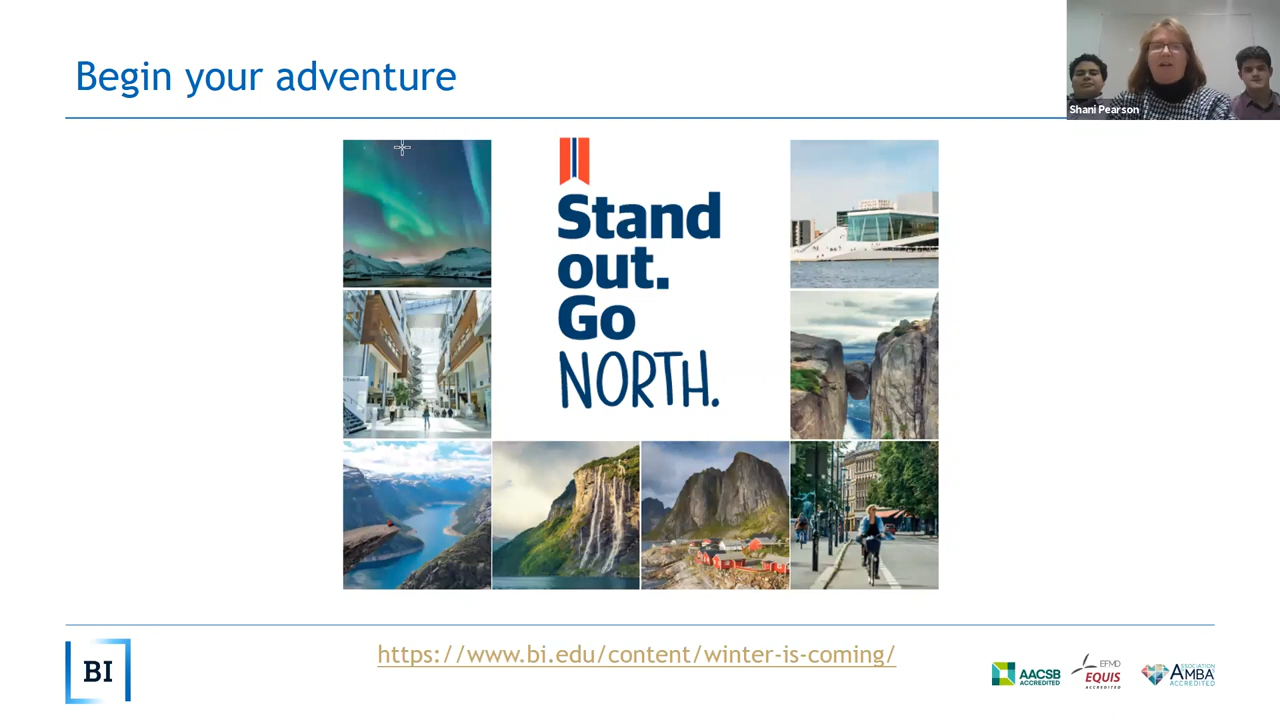 Begin your adventure
Shani Pearson
Stand
out.
Go
NORTH.
https://www.bi.edu/content/winter-is-coming/
BI
AACSB
ACCREDITED
EFMD
EQUIS
ACCREDITED
ASSOCIATION
AMBA
ACCREDITED